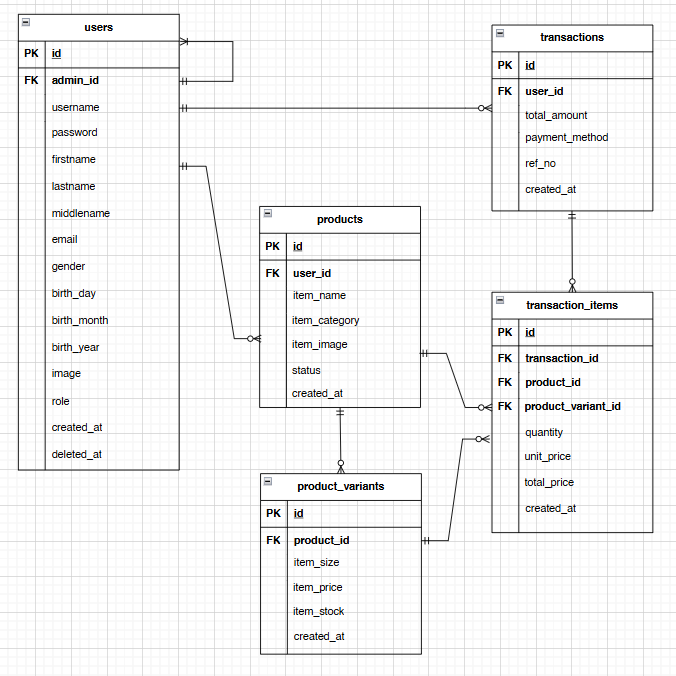 users
PK id
FK admin_id
username
password
firstname
lastname
middlename
email
gender
birth_day
birth_month
birth_year
image
role
created_at
deleted_at
transactions
PK id
FK user_id
total_amount
payment_method
ref_no
created_at
products
PK id
FK user_id
item_name
item_category
item_image
status
created_at
transaction_items
PK id
FK transaction_id
FK product_id
FK product_variant_id
quantity
unit_price
total_price
created_at
product_variants
PK id
FK product_id
item_size
item_price
item_stock
created_at